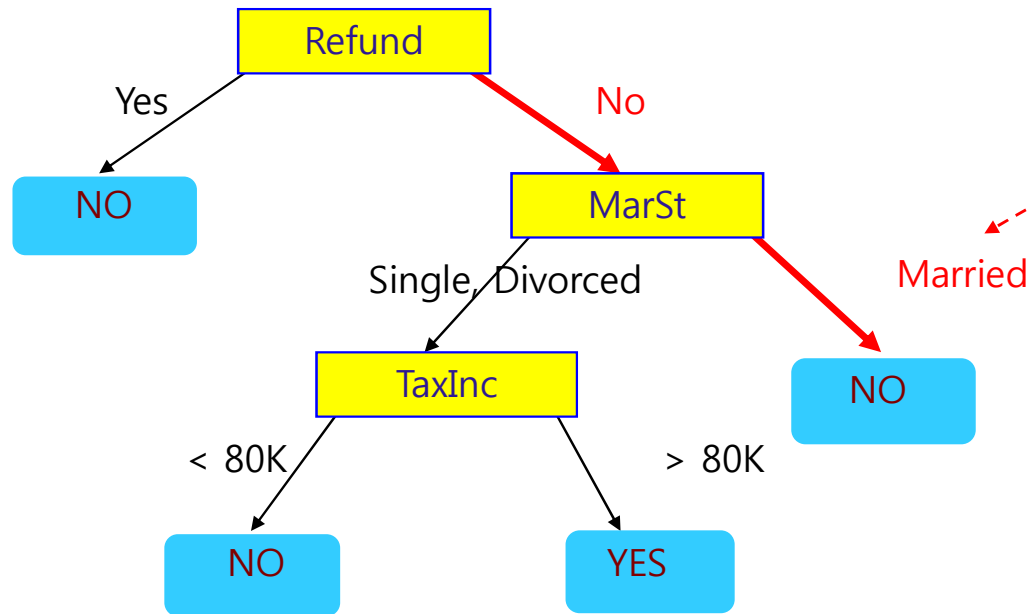 Refund
Yes
No
NO
MarSt
Single, Divorced
Married
TaxInc
NO
< 80K
> 80K
NO
YES